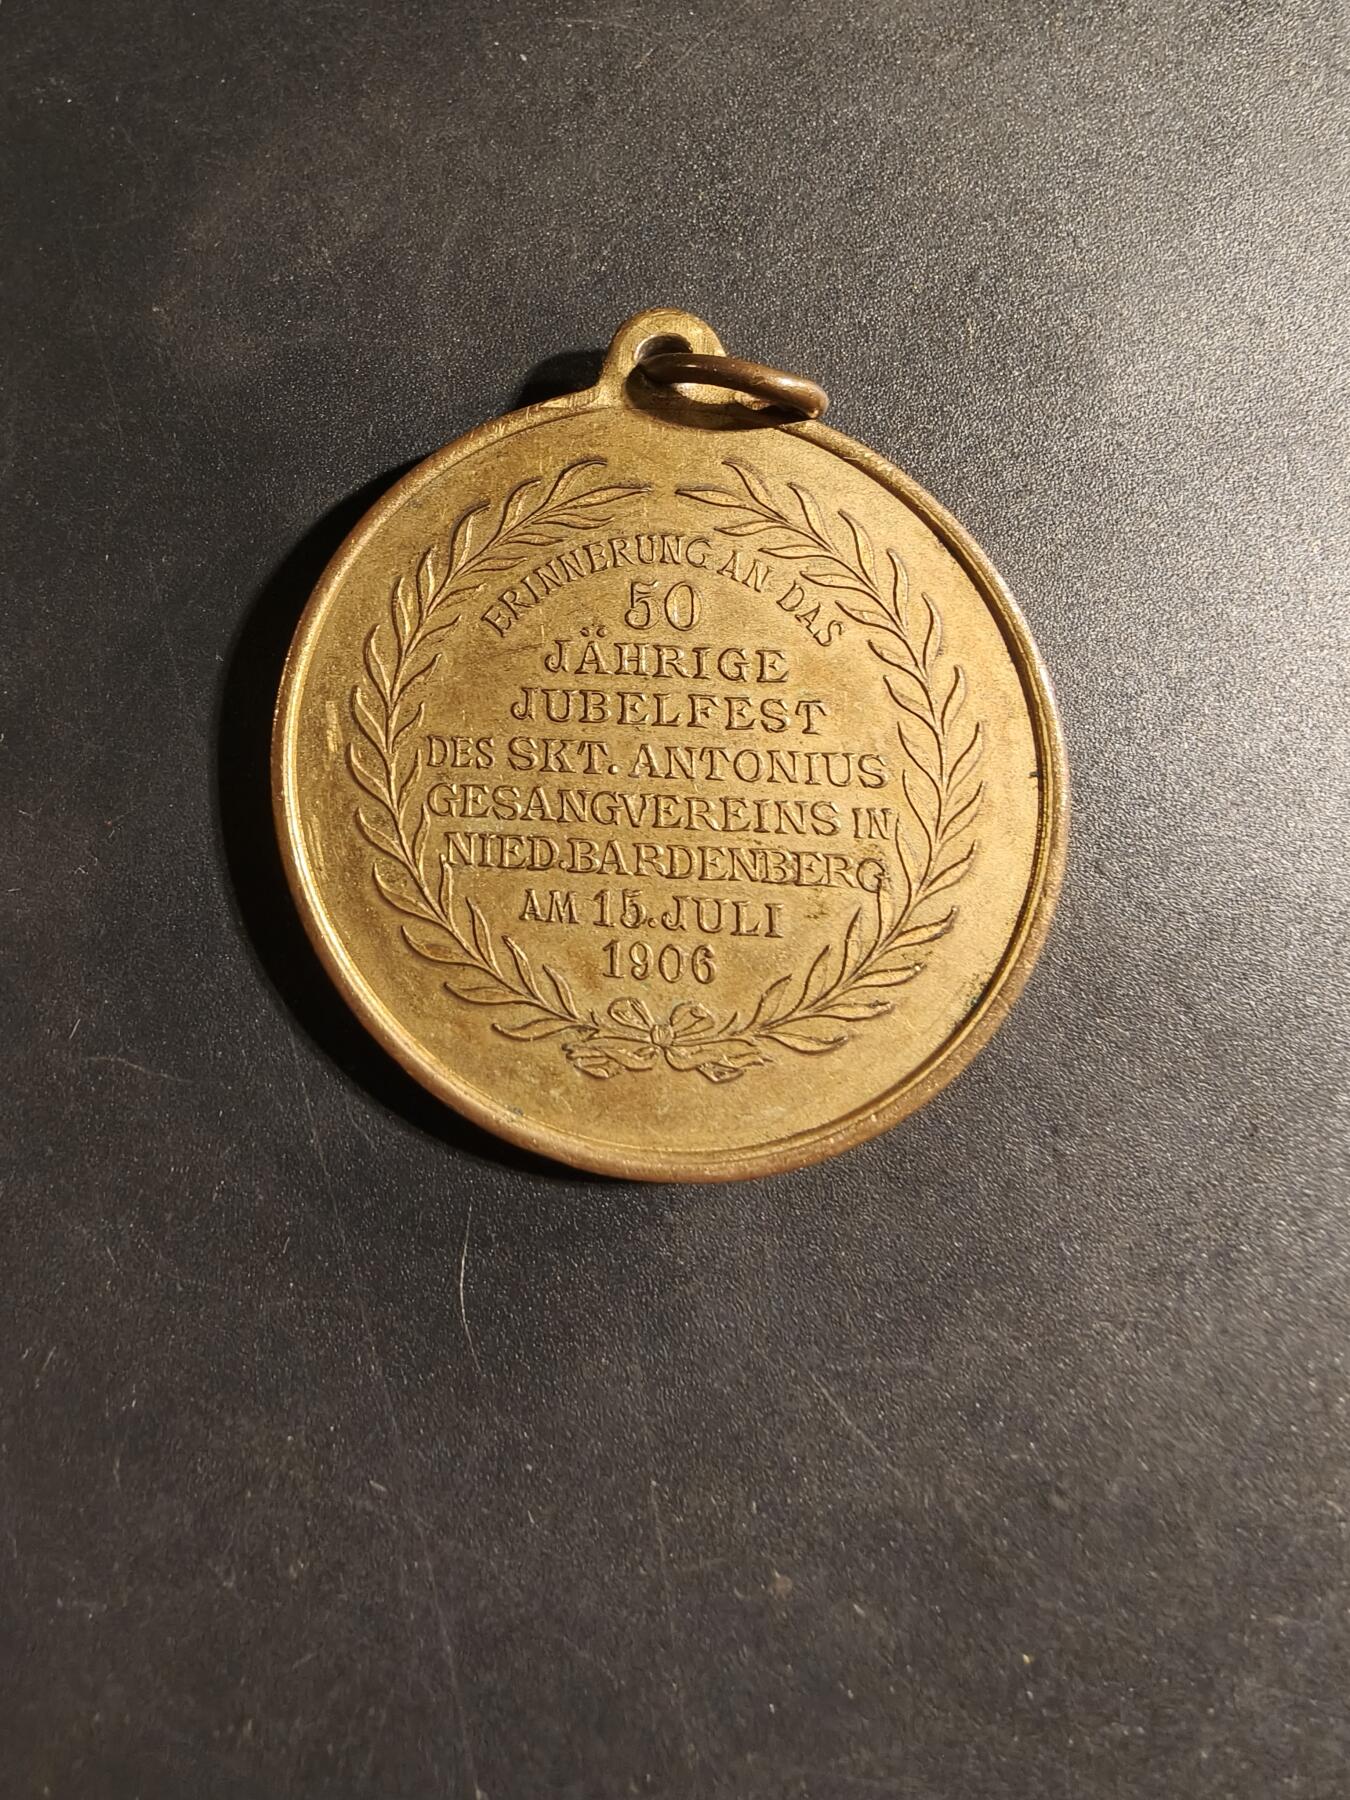 ERINNERUNG AN DAS
50
JÄHRIGE
JUBELFEST
DES SKT. ANTONIUS
GESANGVEREINS IN
NIED.BARDENBERG
AM 15. JULI
1906